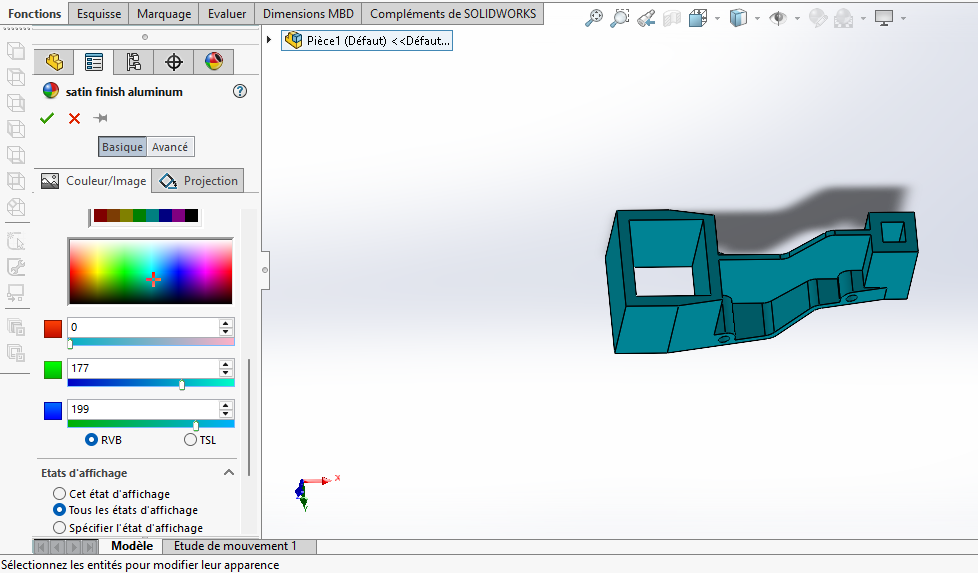 Fonctions Esquisse Marquage Evaluer Dimensions MBD Compléments de SOLIDWORKS
Pièce1 (Défaut) <<Défaut...
satin finish aluminum
Basique Avancé
Couleur/Image Projection
0
177
199
RVB TSL
Etats d'affichage
Cet état d'affichage
Tous les états d'affichage
Spécifier l'état d'affichage
x
Modèle Etude de mouvement 1
Sélectionnez les entités pour modifier leur apparence